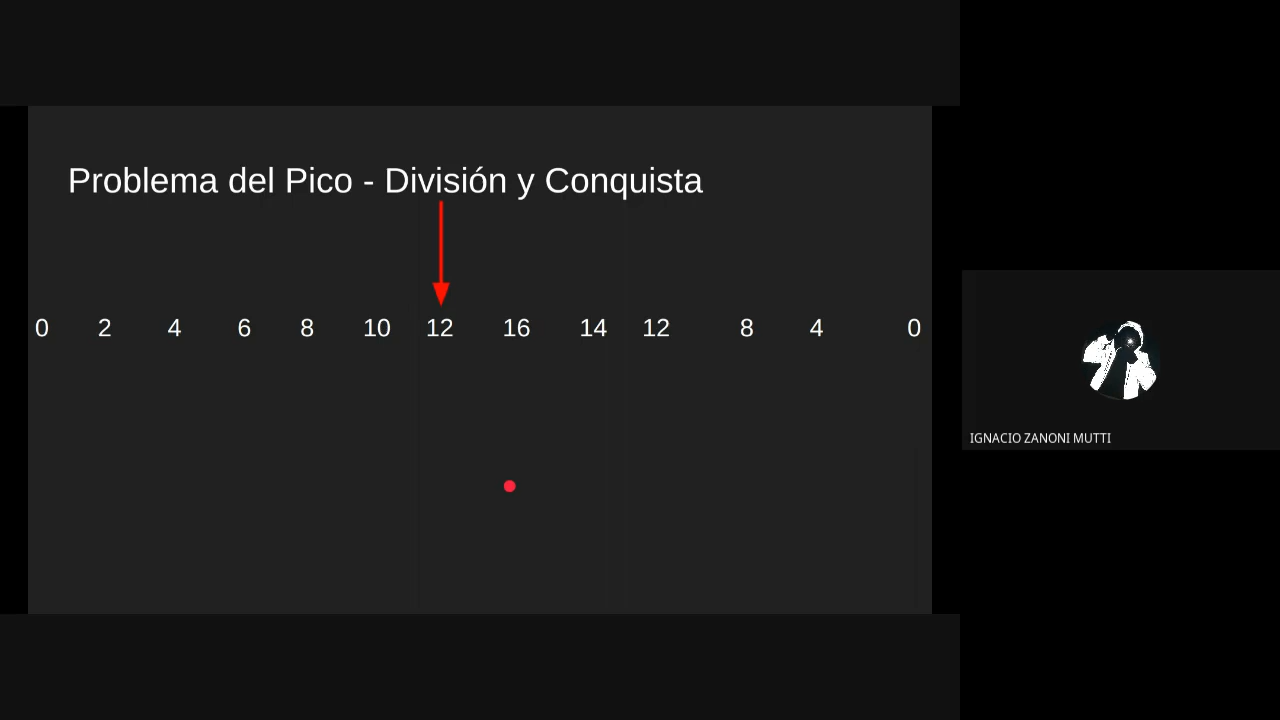 Problema del Pico - División y Conquista
0 2 4 6 8 10 12 16 14 12 8 4 0
IGNACIO ZANONI MUTTI